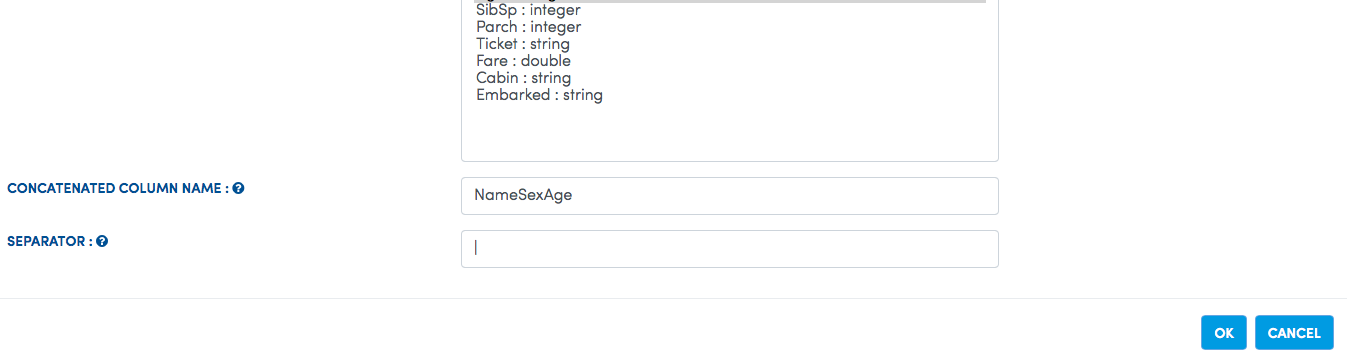 SibSp : integer
Parch : integer
Ticket : string
Fare : double
Cabin : string
Embarked : string
CONCATENATED COLUMN NAME :
NameSexAge
SEPARATOR :
|
OK CANCEL